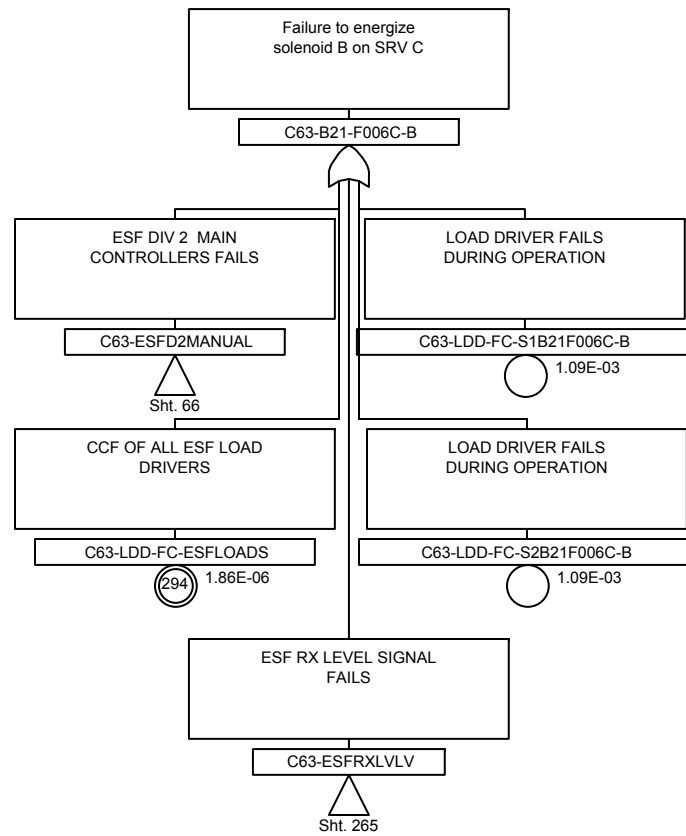 Failure to energize
solenoid B on SRV C
C63-B21-F006C-B
ESF DIV 2 MAIN
CONTROLLERS FAILS
C63-ESFD2MANUAL
Sht. 66
LOAD DRIVER FAILS
DURING OPERATION
C63-LDD-FC-S1B21F006C-B
1.09E-03
CCF OF ALL ESF LOAD
DRIVERS
C63-LDD-FC-ESFLOADS
294
1.86E-06
LOAD DRIVER FAILS
DURING OPERATION
C63-LDD-FC-S2B21F006C-B
1.09E-03
ESF RX LEVEL SIGNAL
FAILS
C63-ESFRXLVLV
Sht. 265